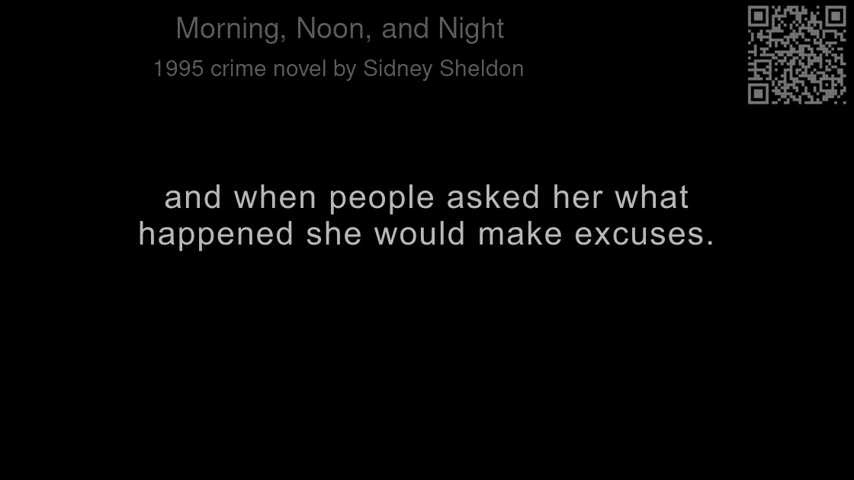 Morning, Noon, and Night
1995 crime novel by Sidney Sheldon
and when people asked her what
happened she would make excuses.